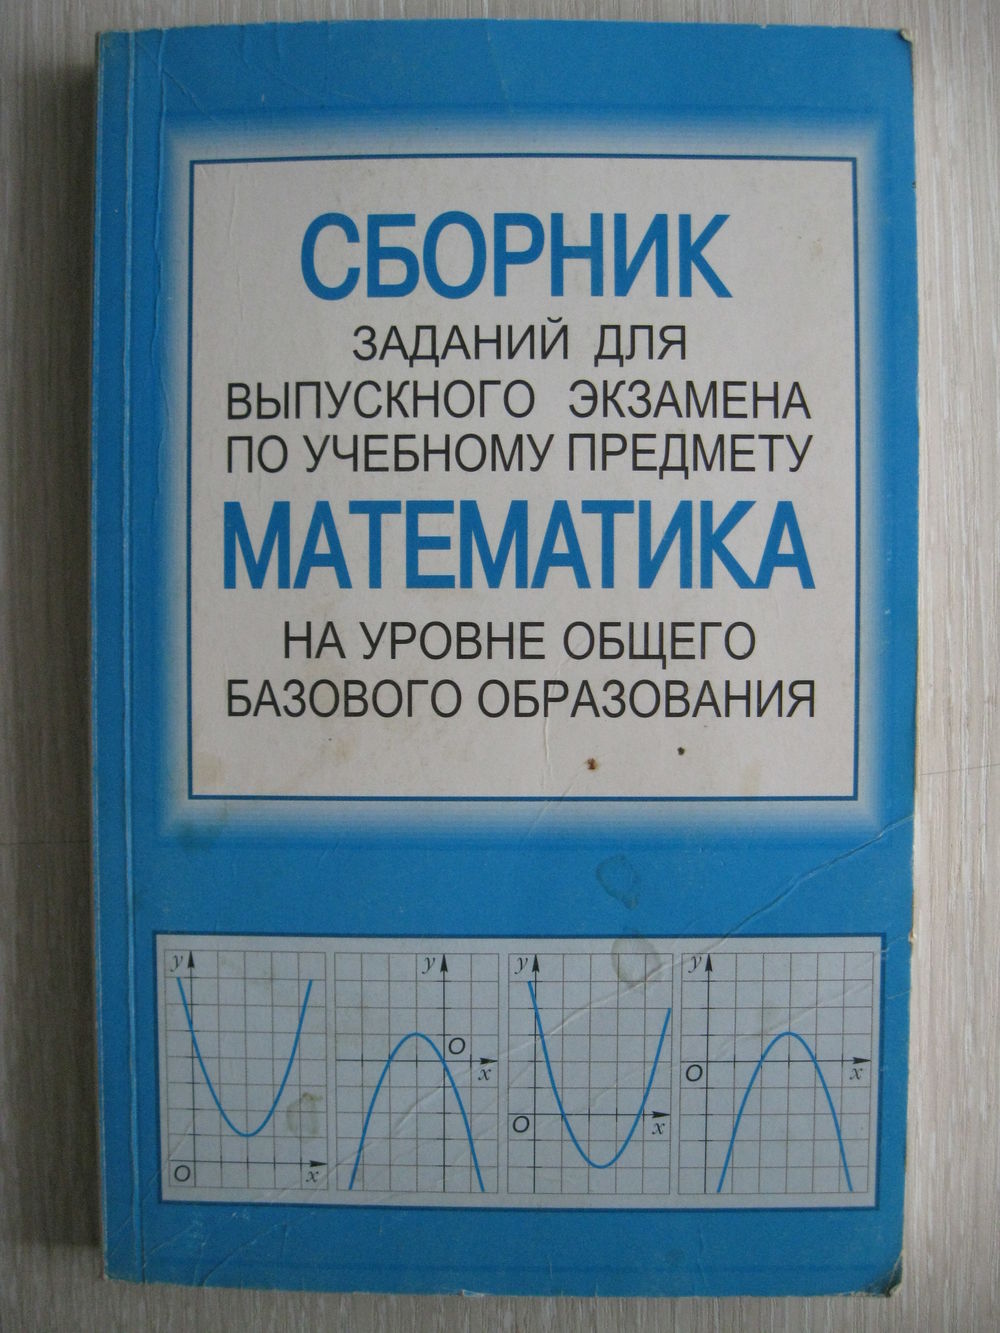 СБОРНИК
ЗАДАНИЙ ДЛЯ
ВЫПУСКНОГО ЭКЗАМЕНА
ПО УЧЕБНОМУ ПРЕДМЕТУ
МАТЕМАТИКА
НА УРОВНЕ ОБЩЕГО
БАЗОВОГО ОБРАЗОВАНИЯ
y y y y
O
x
O
x
O
x
O
x